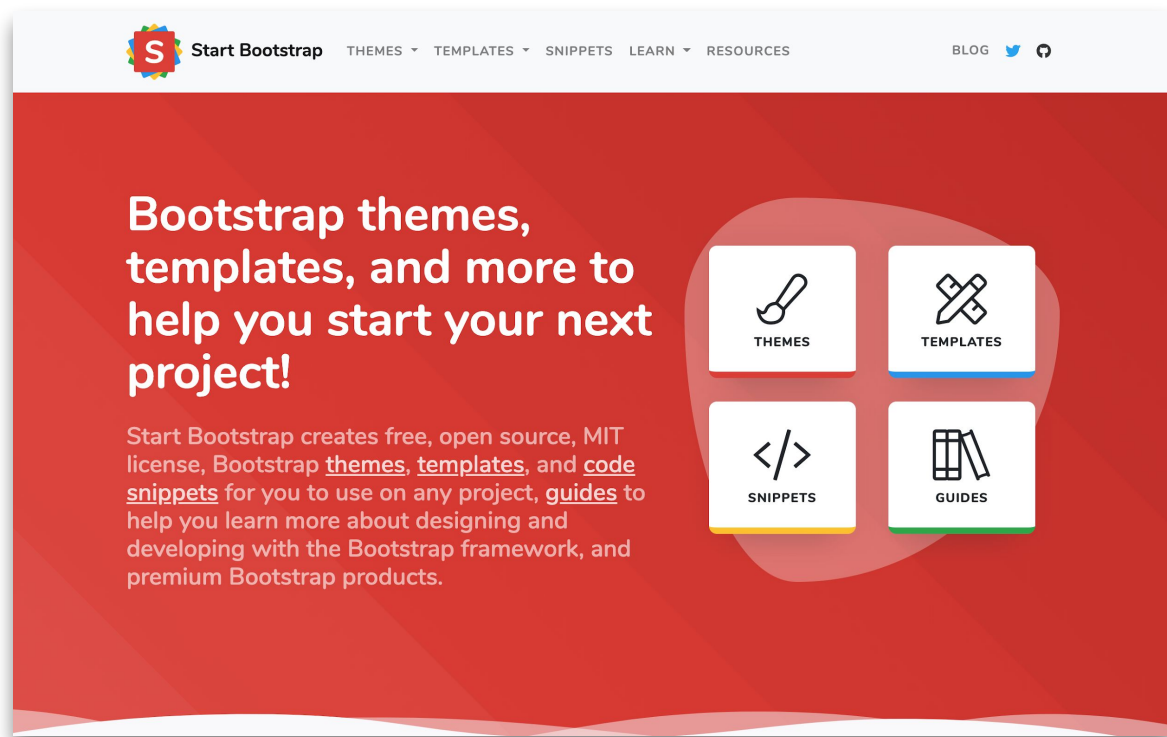 S Start Bootstrap THEMES TEMPLATES SNIPPETS LEARN RESOURCES BLOG
Bootstrap themes,
templates, and more to
help you start your next
project!
Start Bootstrap creates free, open source, MIT
license, Bootstrap themes, templates, and code
snippets for you to use on any project, guides to
help you learn more about designing and
developing with the Bootstrap framework, and
premium Bootstrap products.
THEMES TEMPLATES
SNIPPETS GUIDES